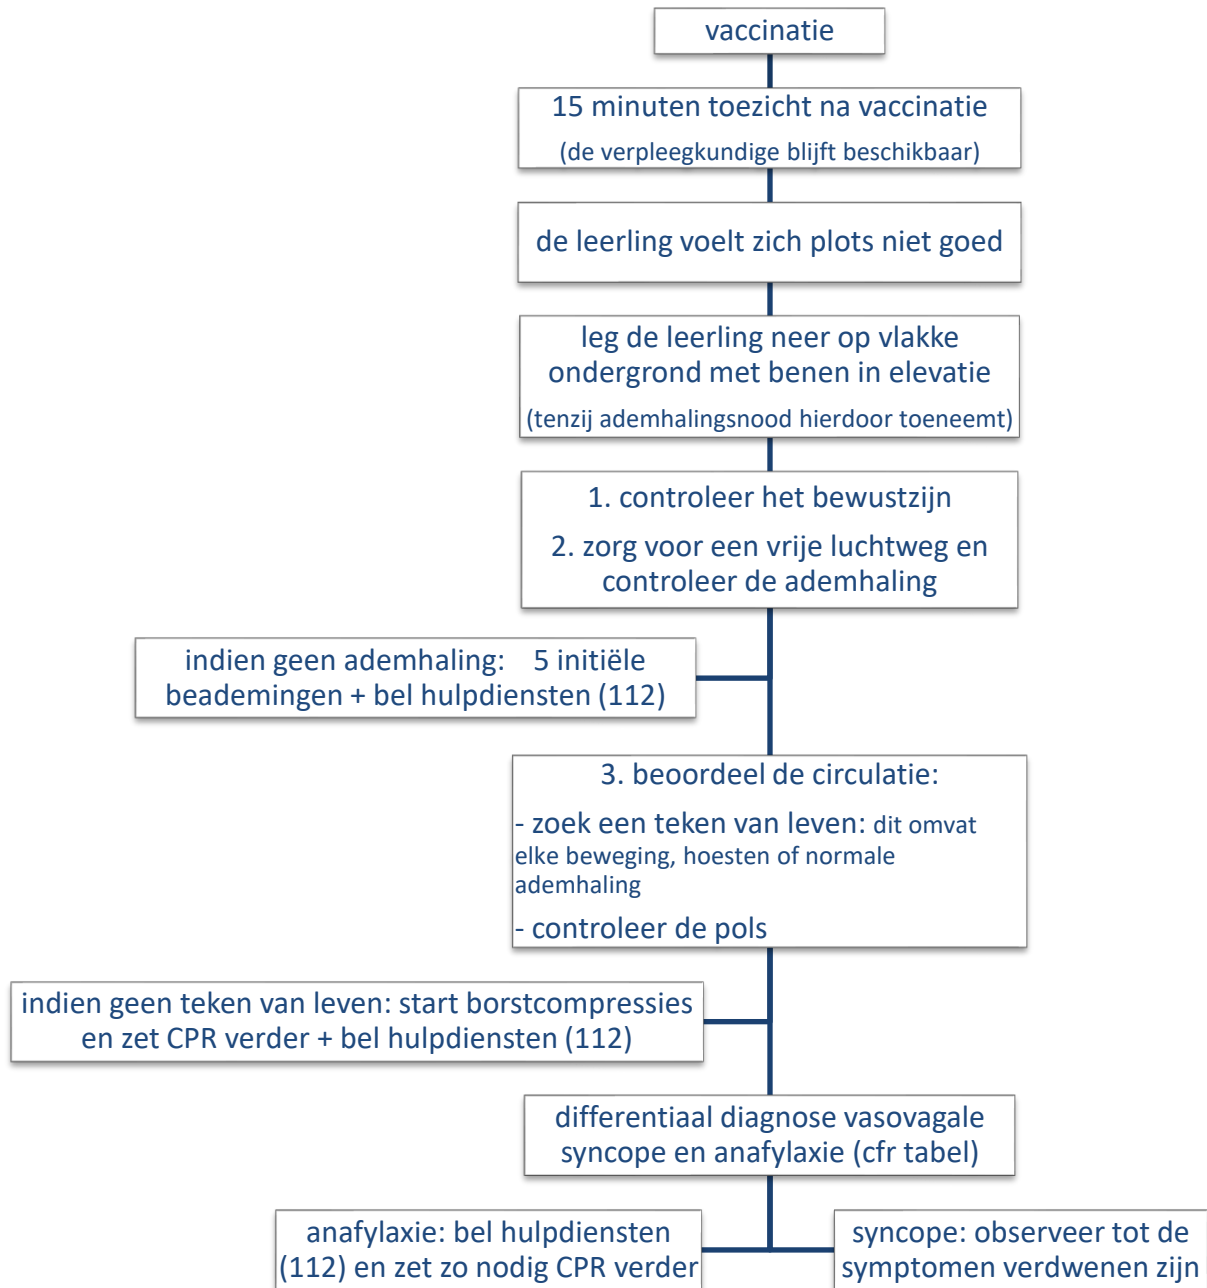 vaccinatie
15 minuten toezicht na vaccinatie
(de verpleegkundige blijft beschikbaar)
de leerling voelt zich plots niet goed
leg de leerling neer op vlakke
ondergrond met benen in elevatie
(tenzij ademhalingsnood hierdoor toeneemt)
1. controleer het bewustzijn
2. zorg voor een vrije luchtweg en
controleer de ademhaling
indien geen ademhaling: 5 initiële
beademingen + bel hulpdiensten (112)
3. beoordeel de circulatie:
- zoek een teken van leven: dit omvat
elke beweging, hoesten of normale
ademhaling
- controleer de pols
indien geen teken van leven: start borstcompressies
en zet CPR verder + bel hulpdiensten (112)
differentiaal diagnose vasovagale
syncope en anafylaxie (cfr tabel)
anafylaxie: bel hulpdiensten
(112) en zet zo nodig CPR verder
syncope: observeer tot de
symptomen verdwenen zijn